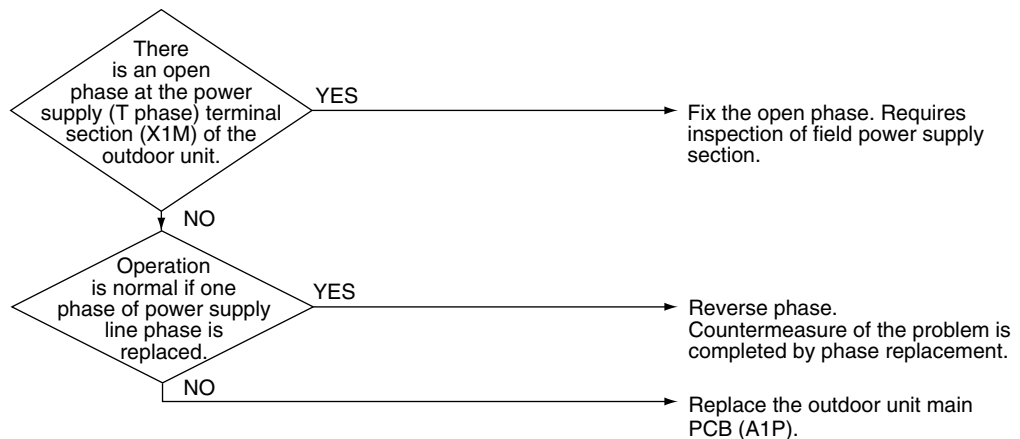 There
is an open
phase at the power
supply (T phase) terminal
section (X1M) of the
outdoor unit.
YES
Fix the open phase. Requires
inspection of field power supply
section.
NO
Operation
is normal if one
phase of power supply
line phase is
replaced.
YES
Reverse phase.
Countermeasure of the problem is
completed by phase replacement.
NO
Replace the outdoor unit main
PCB (A1P).